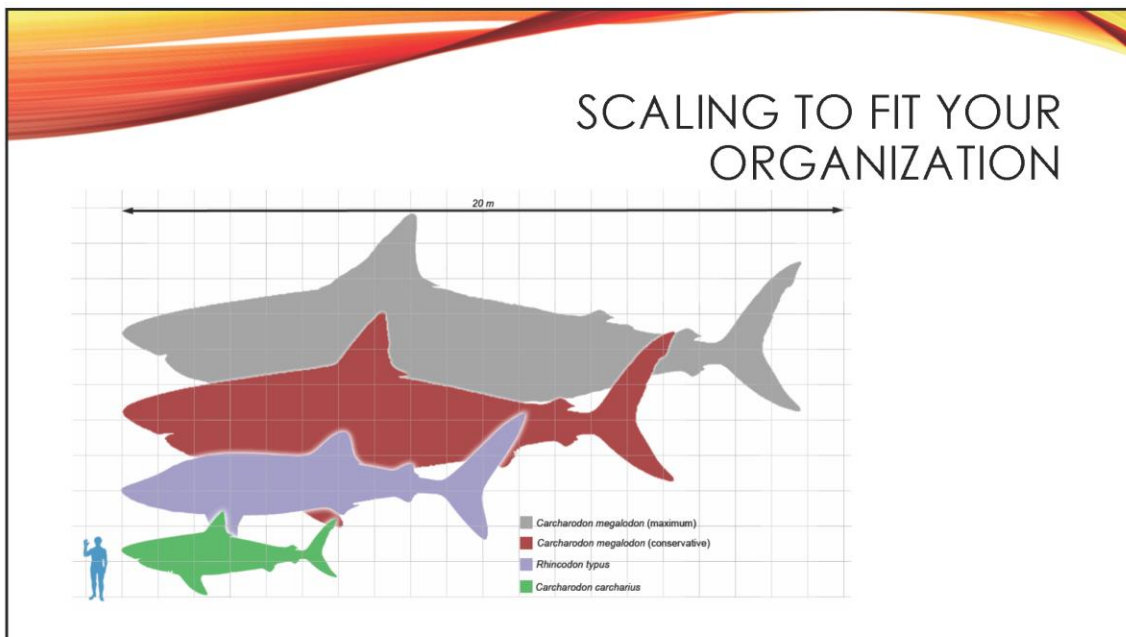 SCALING TO FIT YOUR
ORGANIZATION
20 m
Carcharodon megalodon (maximum)
Carcharodon megalodon (conservative)
Rhincodon typus
Carcharodon carcharius